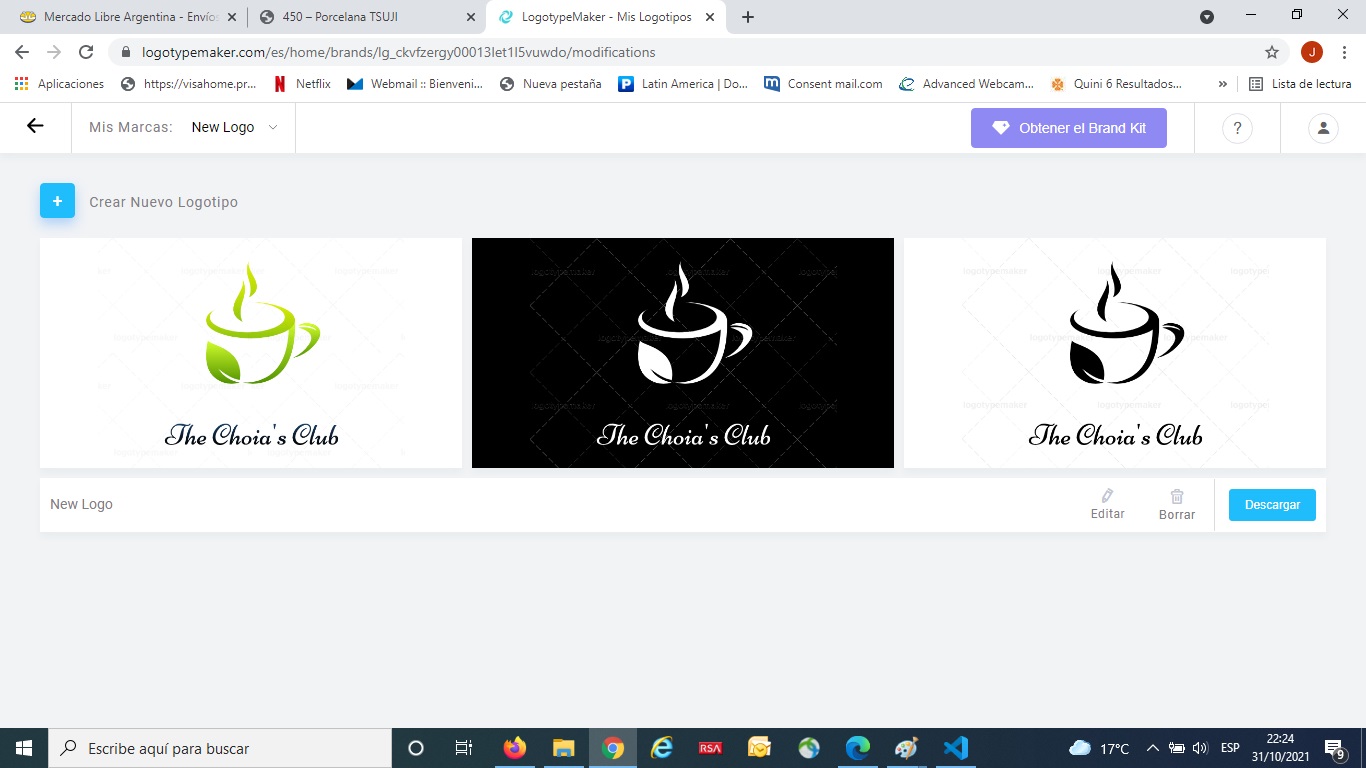 Mercado Libre Argentina - Envíos
450 – Porcelana TSUJI
LogotypeMaker - Mis Logotipos
logotypemaker.com/es/home/brands/lg_ckvfzergy00013let1l5vuwdo/modifications
J
Aplicaciones
https://visahome.pr...
Netflix
Webmail :: Bienveni...
Nueva pestaña
Latin America | Do...
Consent mail.com
Advanced Webcam...
Quini 6 Resultados...
»
Lista de lectura
Mis Marcas: New Logo
Obtener el Brand Kit
?
+ Crear Nuevo Logotipo
logotypemaker
The Choia's Club
The Choia's Club
The Choia's Club
New Logo
Editar
Borrar
Descargar
Escribe aquí para buscar
RSA
17°C
ESP
22:24
31/10/2021
9